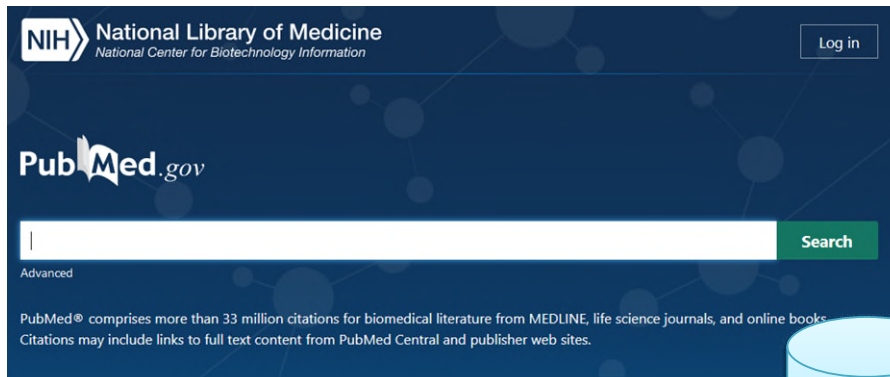 NIH National Library of Medicine
National Center for Biotechnology Information
Log in
PubMed.gov
Search
Advanced
PubMed® comprises more than 33 million citations for biomedical literature from MEDLINE, life science journals, and online books.
Citations may include links to full text content from PubMed Central and publisher web sites.